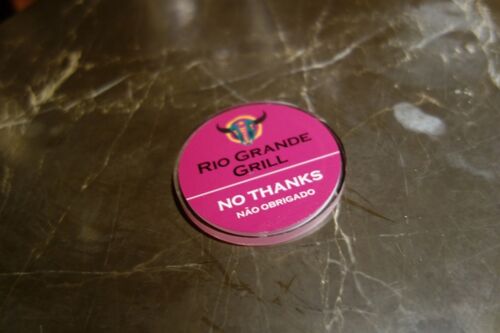 RIO GRANDE
GRILL
NO THANKS
NÃO OBRIGADO